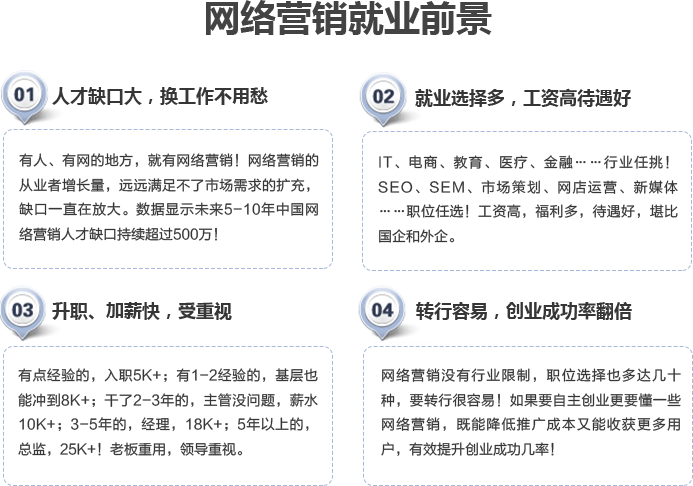 网络营销就业前景
01 人才缺口大，换工作不用愁
有人、有网的地方，就有网络营销！网络营销的
从业者增长量，远远满足不了市场需求的扩充，
缺口一直在放大。数据显示未来5-10年中国网
络营销人才缺口持续超过500万！
02 就业选择多，工资高待遇好
IT、电商、教育、医疗、金融……行业任挑！
SEO、SEM、市场策划、网店运营、新媒体
……职位任选！工资高，福利多，待遇好，堪比
国企和外企。
03 升职、加薪快，受重视
有点经验的，入职5K+；有1-2经验的，基层也
能冲到8K+；干了2-3年的，主管没问题，薪水
10K+；3-5年的，经理，18K+；5年以上的，
总监，25K+！老板重用，领导重视。
04 转行容易，创业成功率翻倍
网络营销没有行业限制，职位选择也多达几十
种，要转行很容易！如果要自主创业更要懂一些
网络营销，既能降低推广成本又能收获更多用
户，有效提升创业成功几率！